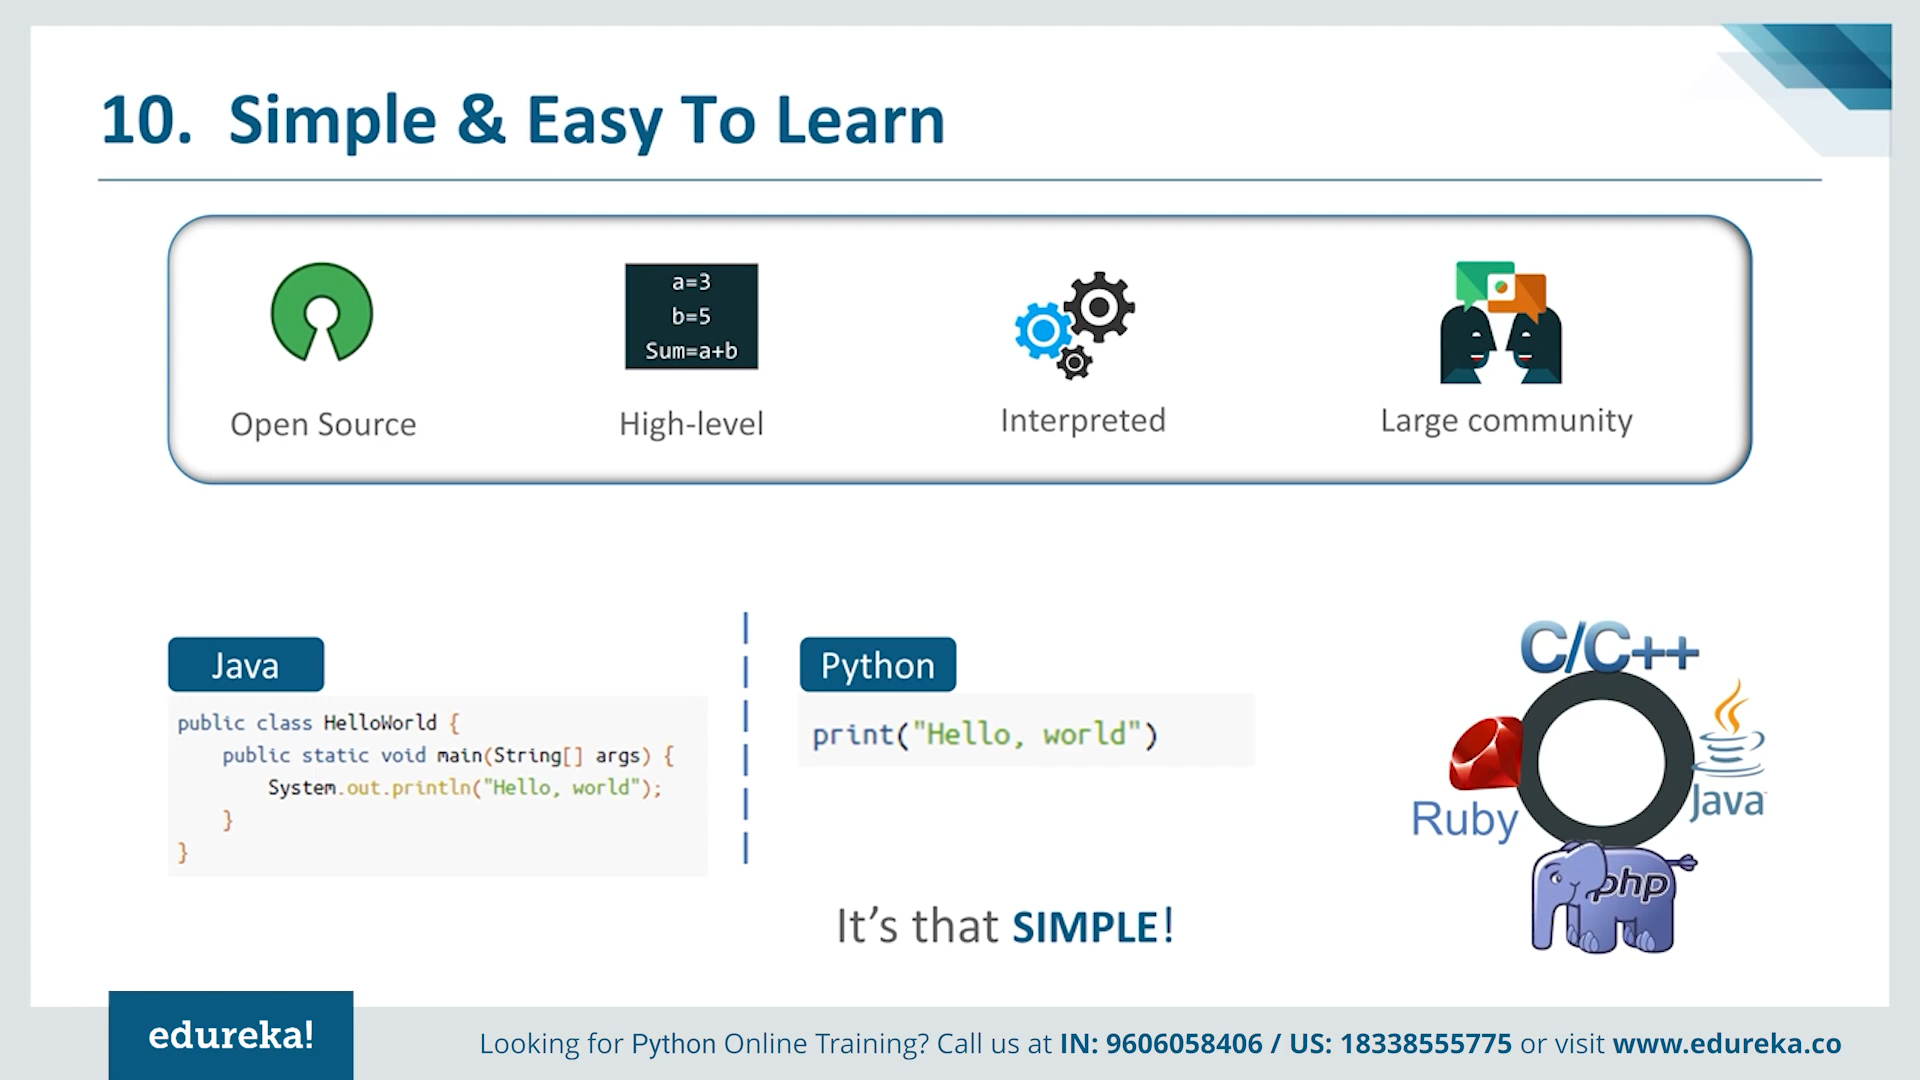 10. Simple & Easy To Learn
a=3
b=5
Sum=a+b
Open Source
High-level
Interpreted
Large community
Java
public class HelloWorld {
    public static void main(String[] args) {
        System.out.println("Hello, world");
    }
}
Python
print("Hello, world")
It's that SIMPLE!
C/C++
Ruby
Java
php
edureka!
Looking for Python Online Training? Call us at IN: 9606058406 / US: 18338555775 or visit www.edureka.co